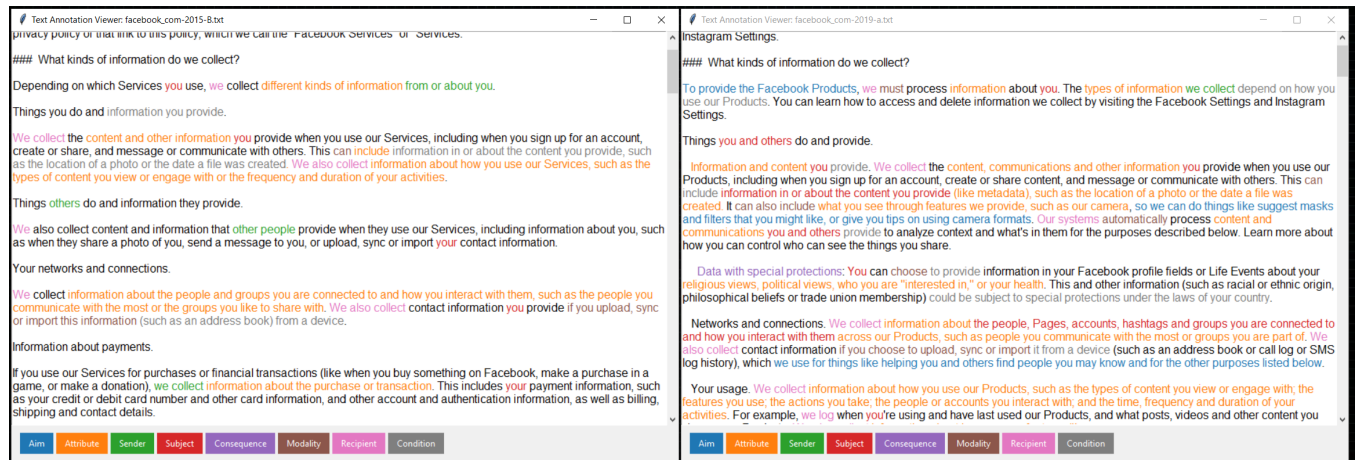 Text Annotation Viewer: facebook_com-2015-B.txt
privacy policy or that link to this policy, which we call the "Facebook Services" or "Services."
### What kinds of information do we collect?
Depending on which Services you use, we collect different kinds of information from or about you.
Things you do and information you provide.
We collect the content and other information you provide when you use our Services, including when you sign up for an account,
create or share, and message or communicate with others. This can include information in or about the content you provide, such
as the location of a photo or the date a file was created. We also collect information about how you use our Services, such as the
types of content you view or engage with or the frequency and duration of your activities.
Things others do and information they provide.
We also collect content and information that other people provide when they use our Services, including information about you, such
as when they share a photo of you, send a message to you, or upload, sync or import your contact information.
Your networks and connections.
We collect information about the people and groups you are connected to and how you interact with them, such as the people you
communicate with the most or the groups you like to share with. We also collect contact information you provide if you upload, sync
or import this information (such as an address book) from a device.
Information about payments.
If you use our Services for purchases or financial transactions (like when you buy something on Facebook, make a purchase in a
game, or make a donation), we collect information about the purchase or transaction. This includes your payment information, such
as your credit or debit card number and other card information, and other account and authentication information, as well as billing,
shipping and contact details.
Aim Attribute Sender Subject Consequence Modality Recipient Condition
Text Annotation Viewer: facebook_com-2019-a.txt
Instagram Settings.
### What kinds of information do we collect?
To provide the Facebook Products, we must process information about you. The types of information we collect depend on how you
use our Products. You can learn how to access and delete information we collect by visiting the Facebook Settings and Instagram
Settings.
Things you and others do and provide.
Information and content you provide. We collect the content, communications and other information you provide when you use our
Products, including when you sign up for an account, create or share content, and message or communicate with others. This can
include information in or about the content you provide (like metadata), such as the location of a photo or the date a file was
created. It can also include what you see through features we provide, such as our camera, so we can do things like suggest masks
and filters that you might like, or give you tips on using camera formats. Our systems automatically process content and
communications you and others provide to analyze context and what's in them for the purposes described below. Learn more about
how you can control who can see the things you share.
Data with special protections: You can choose to provide information in your Facebook profile fields or Life Events about your
religious views, political views, who you are "interested in," or your health. This and other information (such as racial or ethnic origin,
philosophical beliefs or trade union membership) could be subject to special protections under the laws of your country.
Networks and connections. We collect information about the people, Pages, accounts, hashtags and groups you are connected to
and how you interact with them across our Products, such as people you communicate with the most or groups you are part of. We
also collect contact information if you choose to upload, sync or import it from a device (such as an address book or call log or SMS
log history), which we use for things like helping you and others find people you may know and for the other purposes listed below.
Your usage. We collect information about how you use our Products, such as the types of content you view or engage with; the
features you use; the actions you take; the people or accounts you interact with; and the time, frequency and duration of your
activities. For example, we log when you're using and have last used our Products, and what posts, videos and other content you
Aim Attribute Sender Subject Consequence Modality Recipient Condition